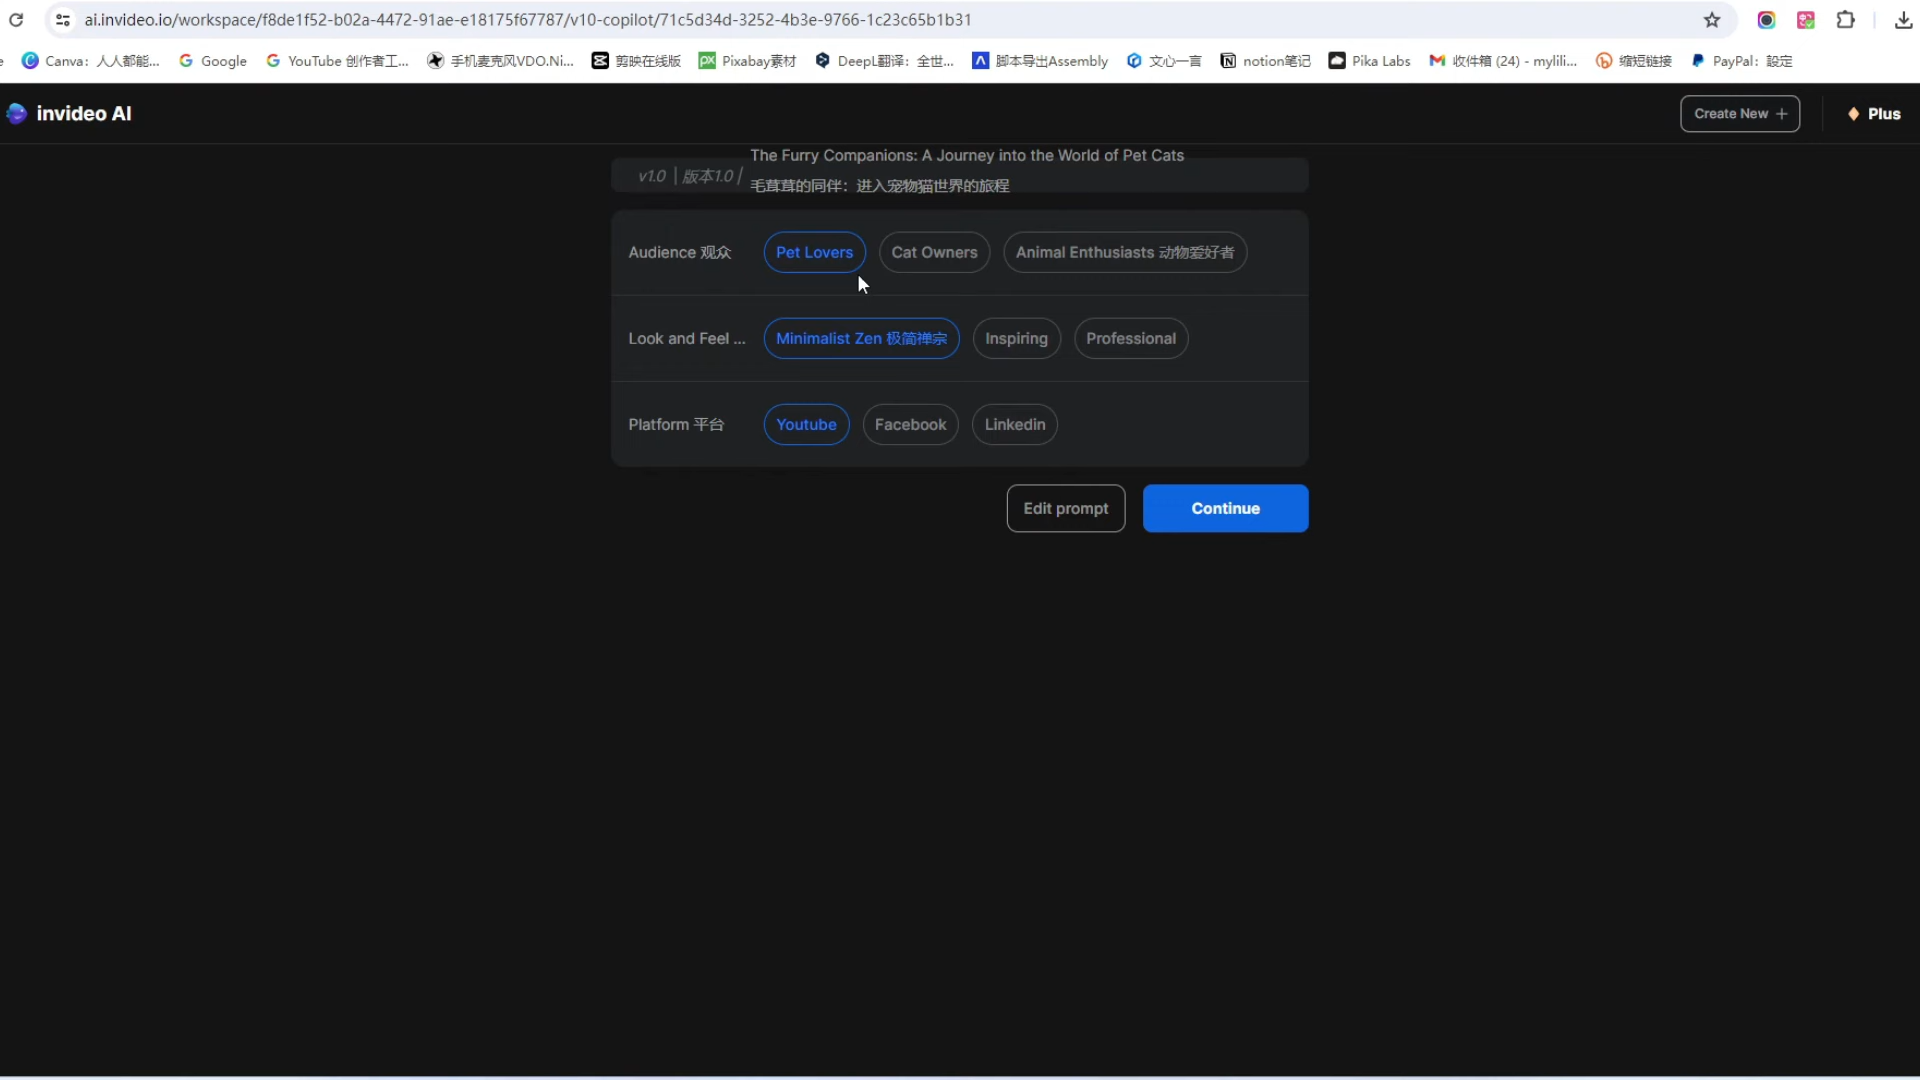 ai.invideo.io/workspace/f8de1f52-b02a-4472-91ae-e18175f67787/v10-copilot/71c5d34d-3252-4b3e-9766-1c23c65b1b31
Canva：人人都能... Google YouTube 创作者工... 手机麦克风VDO.Ni... 剪映在线版 Pixabay素材 DeepL翻译：全世... 脚本导出Assembly 文心一言 notion笔记 Pika Labs 收件箱 (24) - mylili... 缩短链接 PayPal：設定
invideo AI Create New + Plus
The Furry Companions: A Journey into the World of Pet Cats
v1.0 | 版本1.0 |
毛茸茸的同伴：进入宠物猫世界的旅程
Audience 观众 Pet Lovers Cat Owners Animal Enthusiasts 动物爱好者
Look and Feel ... Minimalist Zen 极简禅宗 Inspiring Professional
Platform 平台 Youtube Facebook Linkedin
Edit prompt Continue